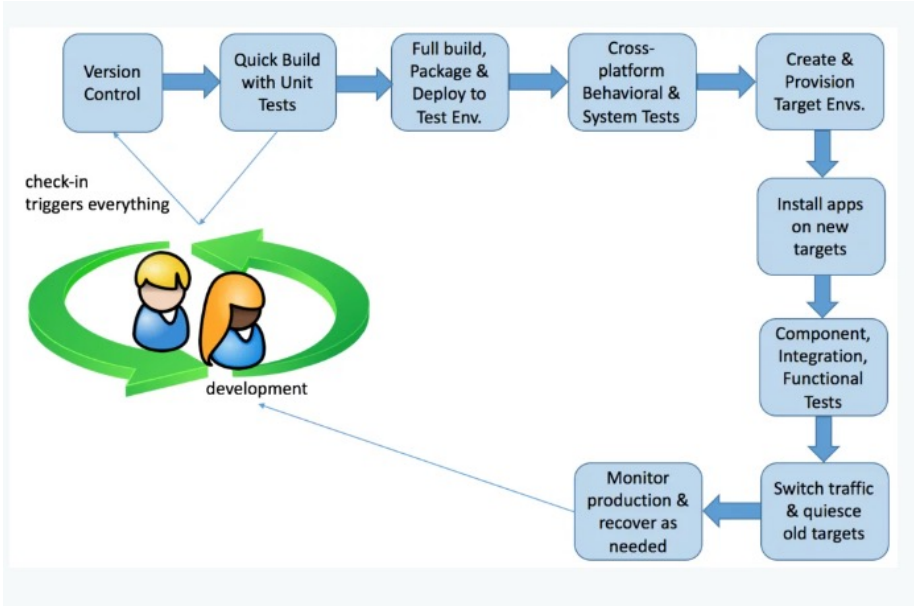 Version
Control
Quick Build
with Unit
Tests
Full build,
Package &
Deploy to
Test Env.
Cross-
platform
Behavioral &
System Tests
Create &
Provision
Target Envs.
check-in
triggers everything
Install apps
on new
targets
Component,
Integration,
Functional
Tests
development
Switch traffic
& quiesce
old targets
Monitor
production &
recover as
needed